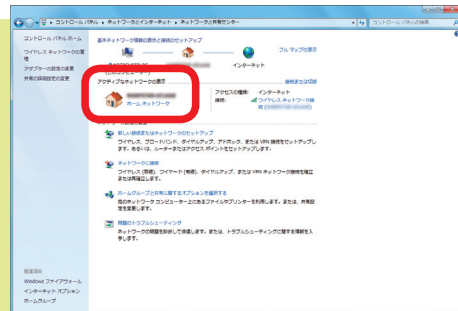 コントロール パネル ▸ ネットワークとインターネット ▸ ネットワークと共有センター
コントロール パネルの検索
コントロール パネル ホーム
ワイヤレス ネットワークの管理
アダプターの設定の変更
共有の詳細設定の変更
基本ネットワーク情報の表示と接続のセットアップ
フル マップの表示
(このコンピューター)
インターネット
アクティブなネットワークの表示
接続または切断
ホーム ネットワーク
アクセスの種類: インターネット
接続: ワイヤレス ネットワーク接
続
ネットワーク設定の変更
新しい接続またはネットワークのセットアップ
ワイヤレス、ブロードバンド、ダイヤルアップ、アドホック、または VPN 接続をセットアップし
ます。あるいは、ルーターまたはアクセス ポイントをセットアップします。
ネットワークに接続
ワイヤレス (無線)、ワイヤード (有線)、ダイヤルアップ、または VPN ネットワーク接続を確立
または再確立します。
ホームグループと共有に関するオプションを選択する
他のネットワーク コンピューター上にあるファイルやプリンターを利用します。または、共有設
定を変更します。
問題のトラブルシューティング
ネットワークの問題を診断して修復します。または、トラブルシューティングに関する情報を入
手します。
関連項目
Windows ファイアウォール
インターネット オプション
ホームグループ